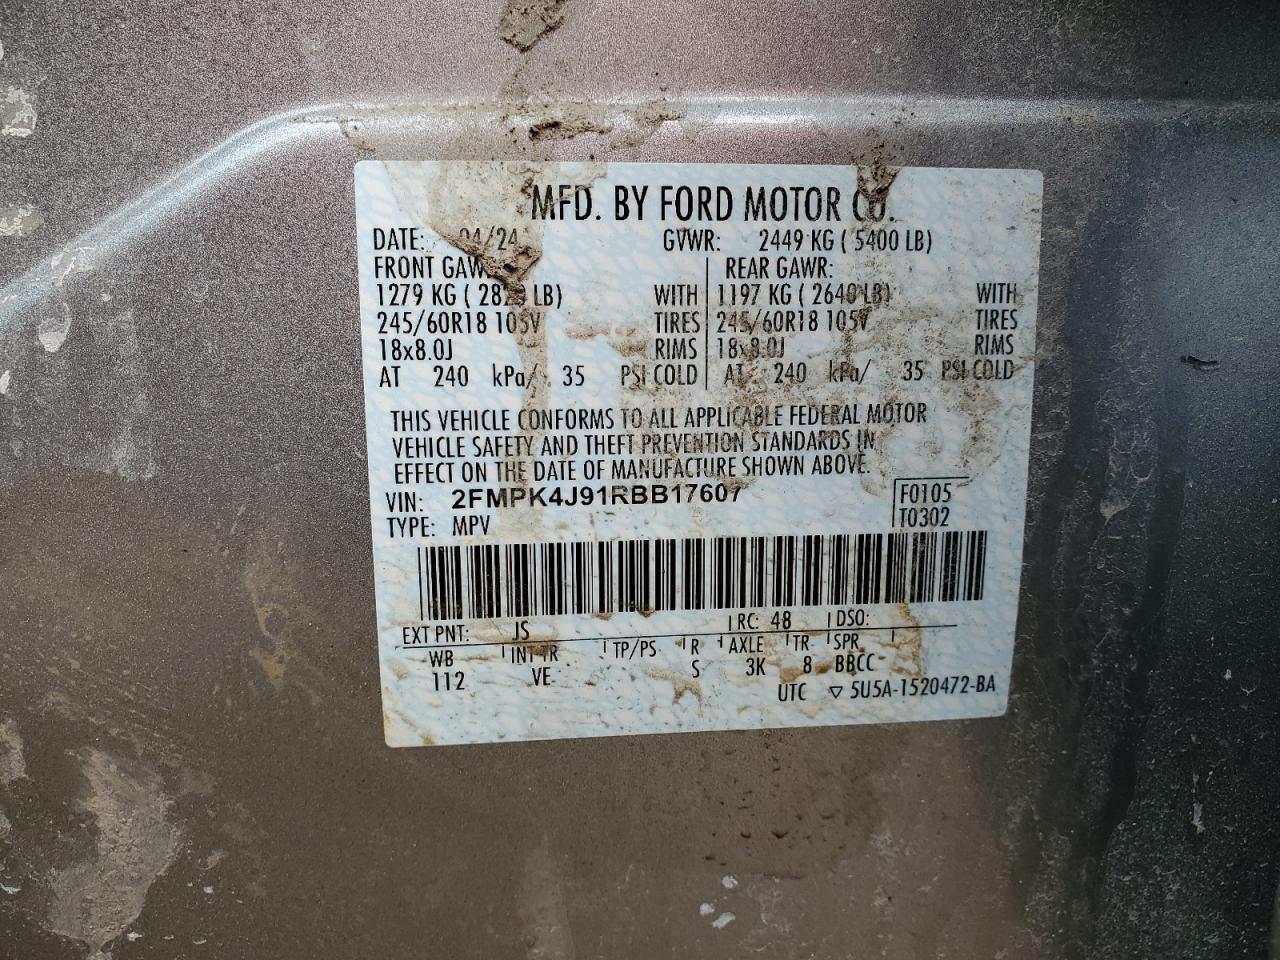 MFD. BY FORD MOTOR CO.
DATE: 04/24 GVWR: 2449 KG ( 5400 LB)
FRONT GAWR: REAR GAWR:
1279 KG ( 2820 LB) WITH 1197 KG ( 2640 LB) WITH
245/60R18 105V TIRES 245/60R18 105V TIRES
18x8.0J RIMS 18x8.0J RIMS
AT 240 kPa/ 35 PSI COLD AT 240 kPa/ 35 PSI COLD
THIS VEHICLE CONFORMS TO ALL APPLICABLE FEDERAL MOTOR
VEHICLE SAFETY AND THEFT PREVENTION STANDARDS IN
EFFECT ON THE DATE OF MANUFACTURE SHOWN ABOVE.
VIN: 2FMPK4J91RBB17607 F0105
TYPE: MPV T0302
EXT PNT: JS RC: 48 DSO:
WB INT TR TP/PS R AXLE TR SPR
112 VE S 3K 8 BBCC
UTC ▽ 5U5A-1520472-BA